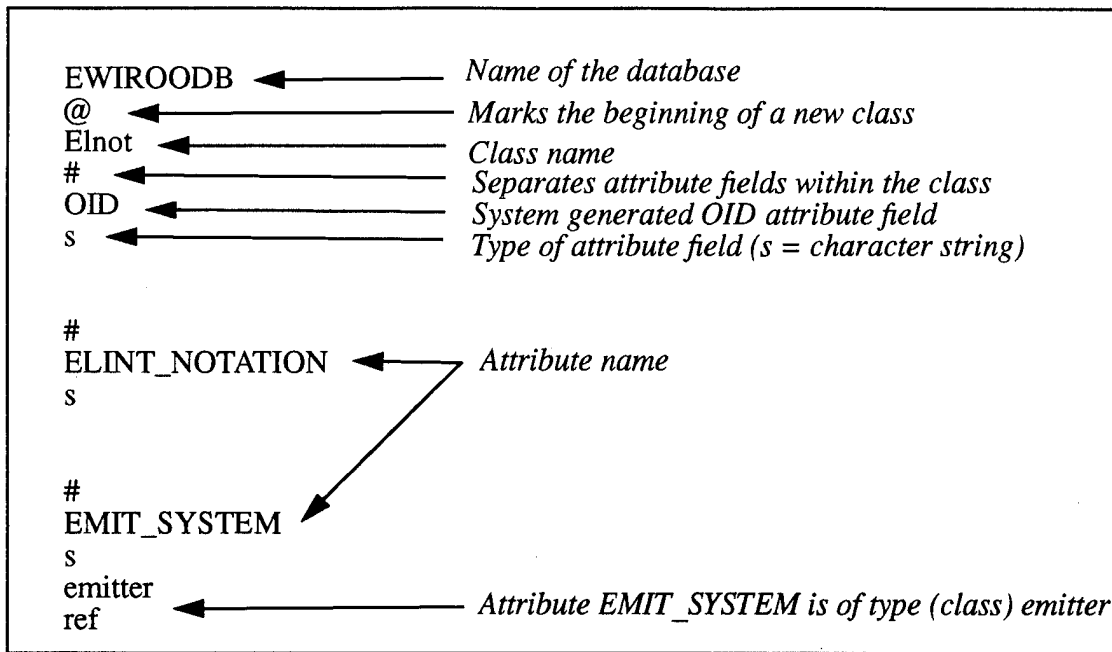 EWIROODB Name of the database
@ Marks the beginning of a new class
Elnot Class name
# Separates attribute fields within the class
OID System generated OID attribute field
s Type of attribute field (s = character string)
#
ELINT_NOTATION Attribute name
s
#
EMIT_SYSTEM
s
emitter
ref Attribute EMIT_SYSTEM is of type (class) emitter